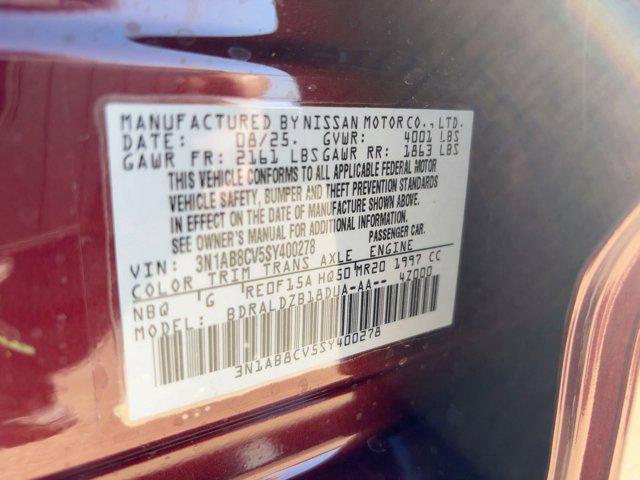 MANUFACTURED BY NISSAN MOTOR CO., LTD.
DATE: 08/25. GVWR: 4001 LBS
GAWR FR: 2161 LBS GAWR RR: 1863 LBS
THIS VEHICLE CONFORMS TO ALL APPLICABLE FEDERAL MOTOR
VEHICLE SAFETY, BUMPER AND THEFT PREVENTION STANDARDS
IN EFFECT ON THE DATE OF MANUFACTURE SHOWN ABOVE.
SEE OWNER'S MANUAL FOR ADDITIONAL INFORMATION.
VIN: 3N1AB8CV5SY400278 PASSENGER CAR.
COLOR TRIM TRANS AXLE ENGINE
NBQ G RE0F15A HQ50 MR20 1997 CC
MODEL: BDRALDZB18DUA-AA-- 4Z000
3N1AB8CV5SY400278